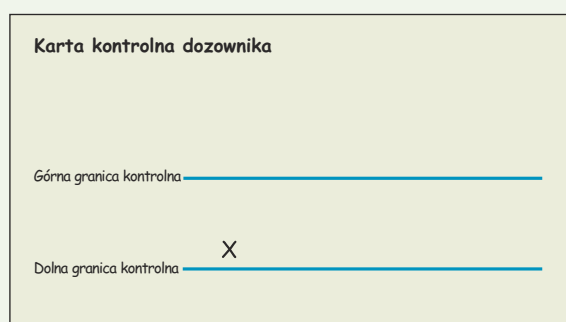 Karta kontrolna dozownika
Górna granica kontrolna
X
Dolna granica kontrolna